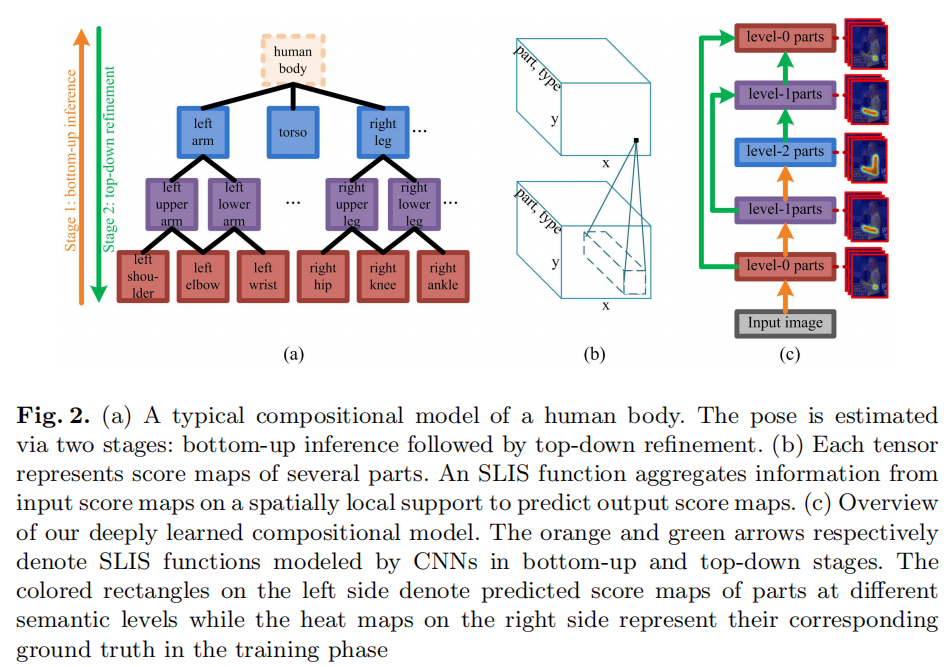 Stage 1: bottom-up inference
Stage 2: top-down refinement
human
body
left
arm
torso
right
leg
...
left
upper
arm
left
lower
arm
...
right
upper
leg
right
lower
leg
...
left
shou-
lder
left
elbow
left
wrist
right
hip
right
knee
right
ankle
(a)
part, type
y
x
part, type
y
x
(b)
level-0 parts
level-1parts
level-2 parts
level-1parts
level-0 parts
Input image
(c)
Fig. 2. (a) A typical compositional model of a human body. The pose is estimated
via two stages: bottom-up inference followed by top-down refinement. (b) Each tensor
represents score maps of several parts. An SLIS function aggregates information from
input score maps on a spatially local support to predict output score maps. (c) Overview
of our deeply learned compositional model. The orange and green arrows respectively
denote SLIS functions modeled by CNNs in bottom-up and top-down stages. The
colored rectangles on the left side denote predicted score maps of parts at different
semantic levels while the heat maps on the right side represent their corresponding
ground truth in the training phase